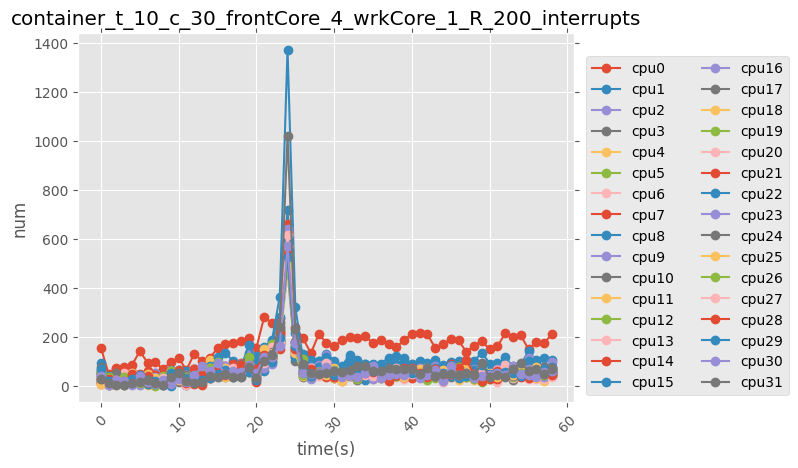 container_t_10_c_30_frontCore_4_wrkCore_1_R_200_interrupts
1400
1200
1000
800
600
400
200
0
num
0
10
20
30
40
50
60
time(s)
cpu0
cpu1
cpu2
cpu3
cpu4
cpu5
cpu6
cpu7
cpu8
cpu9
cpu10
cpu11
cpu12
cpu13
cpu14
cpu15
cpu16
cpu17
cpu18
cpu19
cpu20
cpu21
cpu22
cpu23
cpu24
cpu25
cpu26
cpu27
cpu28
cpu29
cpu30
cpu31